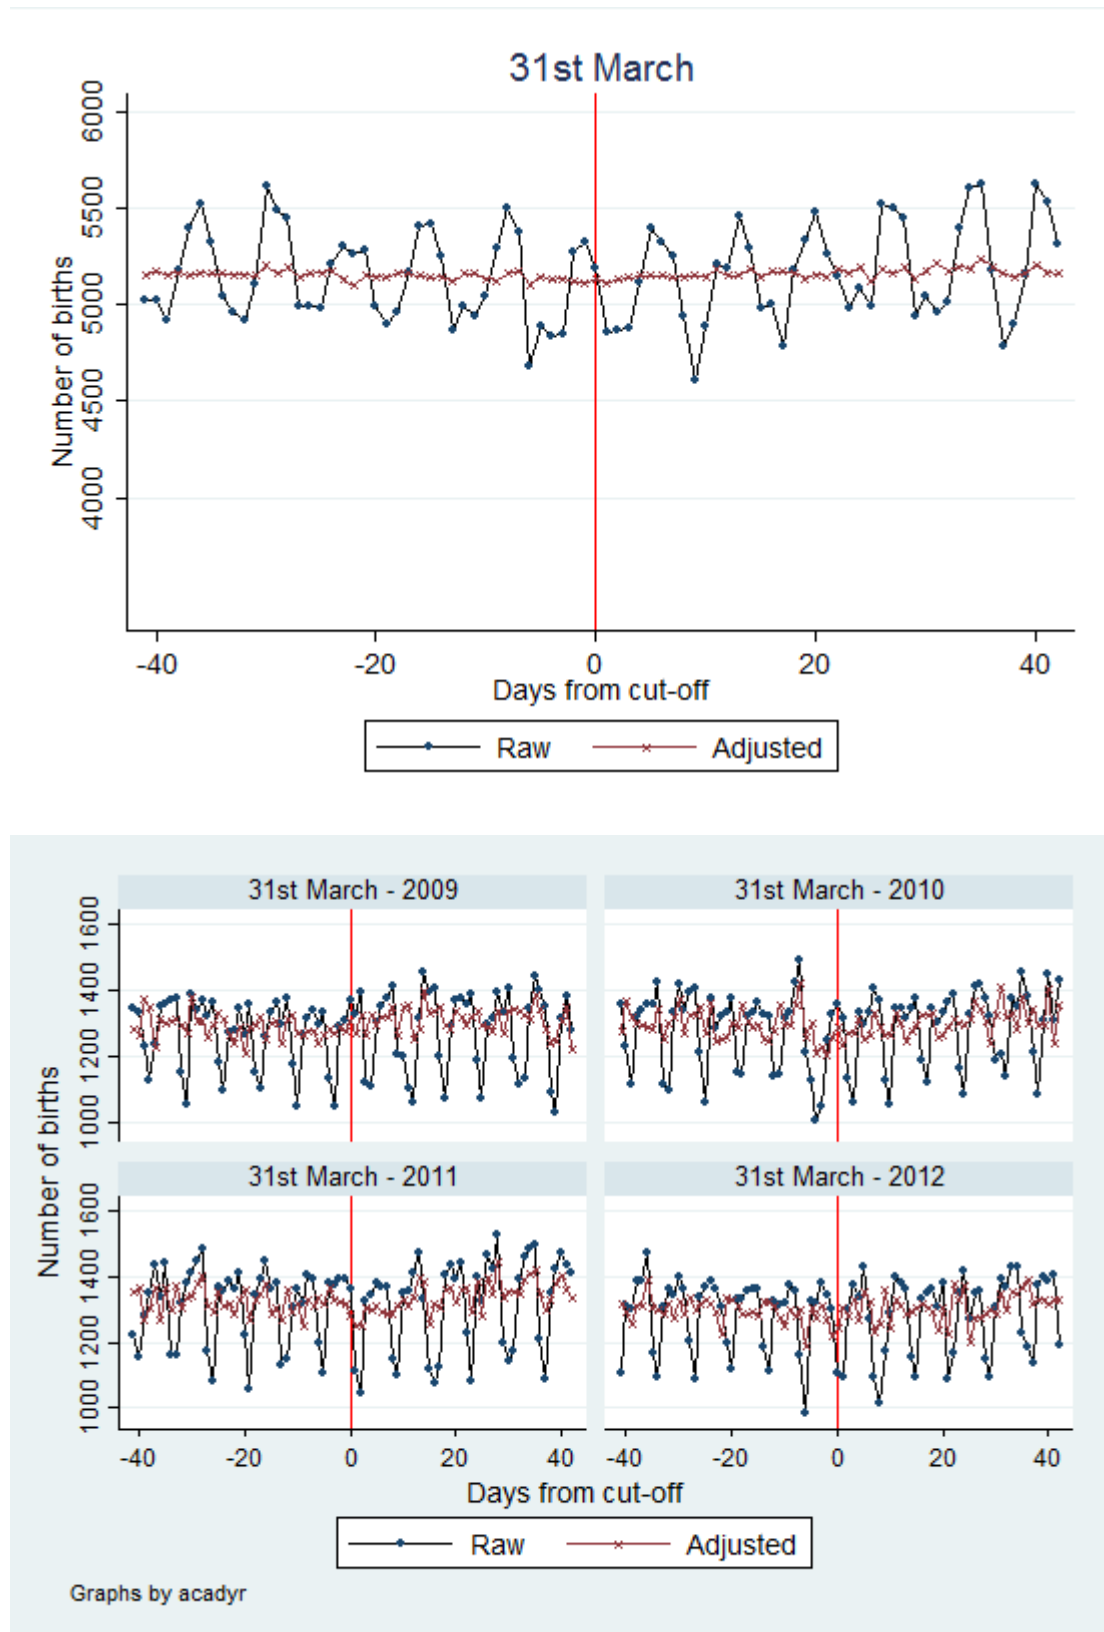 31st March
Number of births
6000
5500
5000
4500
4000
-40 -20 0 20 40
Days from cut-off
Raw Adjusted
31st March - 2009 31st March - 2010
Number of births
1600
1400
1200
1000
31st March - 2011 31st March - 2012
1600
1400
1200
1000
-40 -20 0 20 40 -40 -20 0 20 40
Days from cut-off
Raw Adjusted
Graphs by acadyr